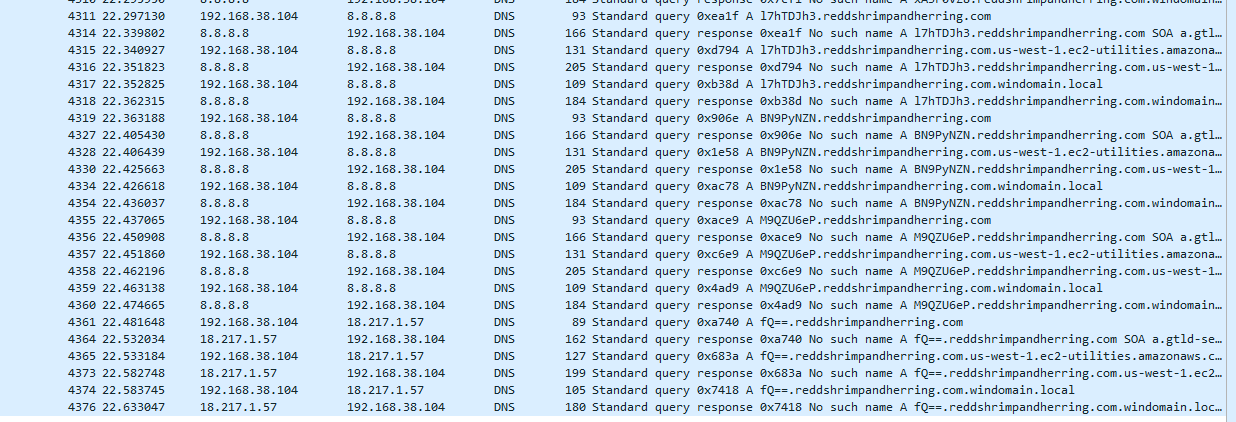 4311 22.297130 192.168.38.104 8.8.8.8 DNS 93 Standard query 0xea1f A l7hTDJh3.reddshrimpandherring.com
4314 22.339802 8.8.8.8 192.168.38.104 DNS 166 Standard query response 0xea1f No such name A l7hTDJh3.reddshrimpandherring.com SOA a.gtl…
4315 22.340927 192.168.38.104 8.8.8.8 DNS 131 Standard query 0xd794 A l7hTDJh3.reddshrimpandherring.com.us-west-1.ec2-utilities.amazona…
4316 22.351823 8.8.8.8 192.168.38.104 DNS 205 Standard query response 0xd794 No such name A l7hTDJh3.reddshrimpandherring.com.us-west-1…
4317 22.352825 192.168.38.104 8.8.8.8 DNS 109 Standard query 0xb38d A l7hTDJh3.reddshrimpandherring.com.windomain.local
4318 22.362315 8.8.8.8 192.168.38.104 DNS 184 Standard query response 0xb38d No such name A l7hTDJh3.reddshrimpandherring.com.windomain…
4319 22.363188 192.168.38.104 8.8.8.8 DNS 93 Standard query 0x906e A BN9PyNZN.reddshrimpandherring.com
4327 22.405430 8.8.8.8 192.168.38.104 DNS 166 Standard query response 0x906e No such name A BN9PyNZN.reddshrimpandherring.com SOA a.gtl…
4328 22.406439 192.168.38.104 8.8.8.8 DNS 131 Standard query 0x1e58 A BN9PyNZN.reddshrimpandherring.com.us-west-1.ec2-utilities.amazona…
4330 22.425663 8.8.8.8 192.168.38.104 DNS 205 Standard query response 0x1e58 No such name A BN9PyNZN.reddshrimpandherring.com.us-west-1…
4334 22.426618 192.168.38.104 8.8.8.8 DNS 109 Standard query 0xac78 A BN9PyNZN.reddshrimpandherring.com.windomain.local
4354 22.436037 8.8.8.8 192.168.38.104 DNS 184 Standard query response 0xac78 No such name A BN9PyNZN.reddshrimpandherring.com.windomain…
4355 22.437065 192.168.38.104 8.8.8.8 DNS 93 Standard query 0xace9 A M9QZU6eP.reddshrimpandherring.com
4356 22.450908 8.8.8.8 192.168.38.104 DNS 166 Standard query response 0xace9 No such name A M9QZU6eP.reddshrimpandherring.com SOA a.gtl…
4357 22.451860 192.168.38.104 8.8.8.8 DNS 131 Standard query 0xc6e9 A M9QZU6eP.reddshrimpandherring.com.us-west-1.ec2-utilities.amazona…
4358 22.462196 8.8.8.8 192.168.38.104 DNS 205 Standard query response 0xc6e9 No such name A M9QZU6eP.reddshrimpandherring.com.us-west-1…
4359 22.463138 192.168.38.104 8.8.8.8 DNS 109 Standard query 0x4ad9 A M9QZU6eP.reddshrimpandherring.com.windomain.local
4360 22.474665 8.8.8.8 192.168.38.104 DNS 184 Standard query response 0x4ad9 No such name A M9QZU6eP.reddshrimpandherring.com.windomain…
4361 22.481648 192.168.38.104 18.217.1.57 DNS 89 Standard query 0xa740 A fQ==.reddshrimpandherring.com
4364 22.532034 18.217.1.57 192.168.38.104 DNS 162 Standard query response 0xa740 No such name A fQ==.reddshrimpandherring.com SOA a.gtld-se…
4365 22.533184 192.168.38.104 18.217.1.57 DNS 127 Standard query 0x683a A fQ==.reddshrimpandherring.com.us-west-1.ec2-utilities.amazonaws.c…
4373 22.582748 18.217.1.57 192.168.38.104 DNS 199 Standard query response 0x683a No such name A fQ==.reddshrimpandherring.com.us-west-1.ec2…
4374 22.583745 192.168.38.104 18.217.1.57 DNS 105 Standard query 0x7418 A fQ==.reddshrimpandherring.com.windomain.local
4376 22.633047 18.217.1.57 192.168.38.104 DNS 180 Standard query response 0x7418 No such name A fQ==.reddshrimpandherring.com.windomain.loc…